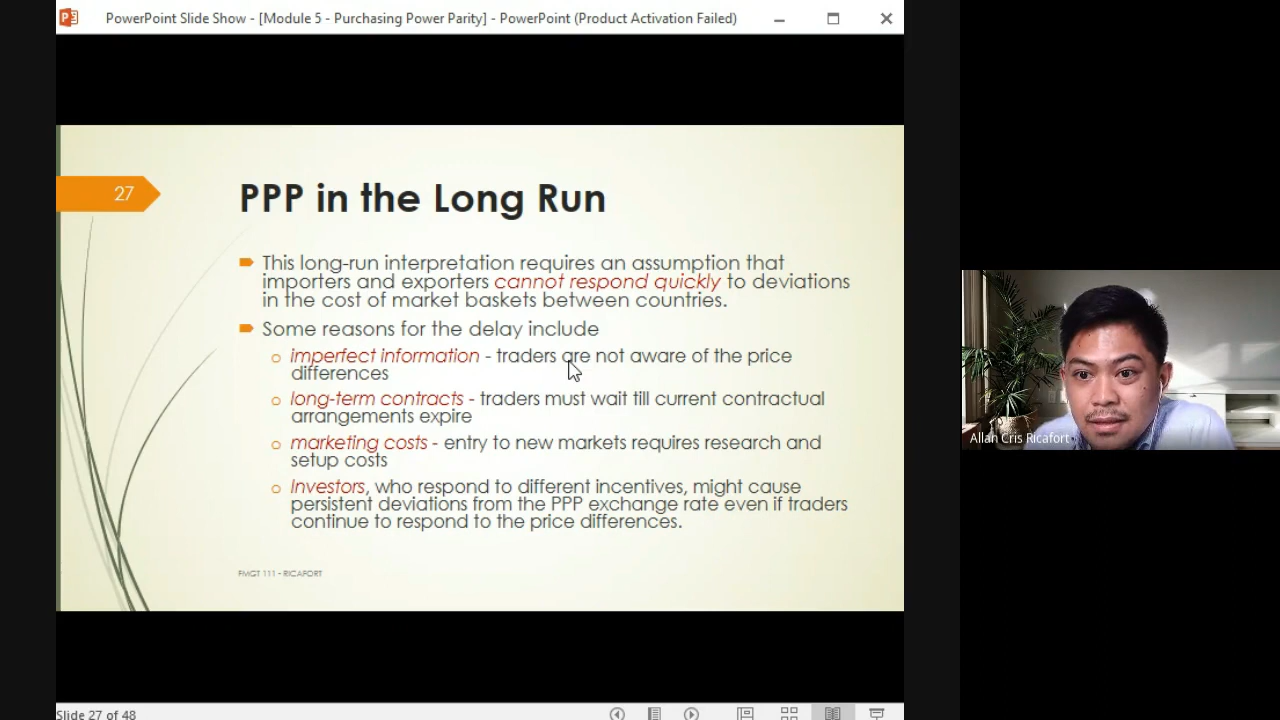 PowerPoint Slide Show - [Module 5 - Purchasing Power Parity] - PowerPoint (Product Activation Failed)
27
PPP in the Long Run
This long-run interpretation requires an assumption that
importers and exporters cannot respond quickly to deviations
in the cost of market baskets between countries.
Some reasons for the delay include
imperfect information - traders are not aware of the price
differences
long-term contracts - traders must wait till current contractual
arrangements expire
marketing costs - entry to new markets requires research and
setup costs
Investors, who respond to different incentives, might cause
persistent deviations from the PPP exchange rate even if traders
continue to respond to the price differences.
FMGT 111 - RICAFORT
Allan Cris Ricafort
Slide 27 of 48